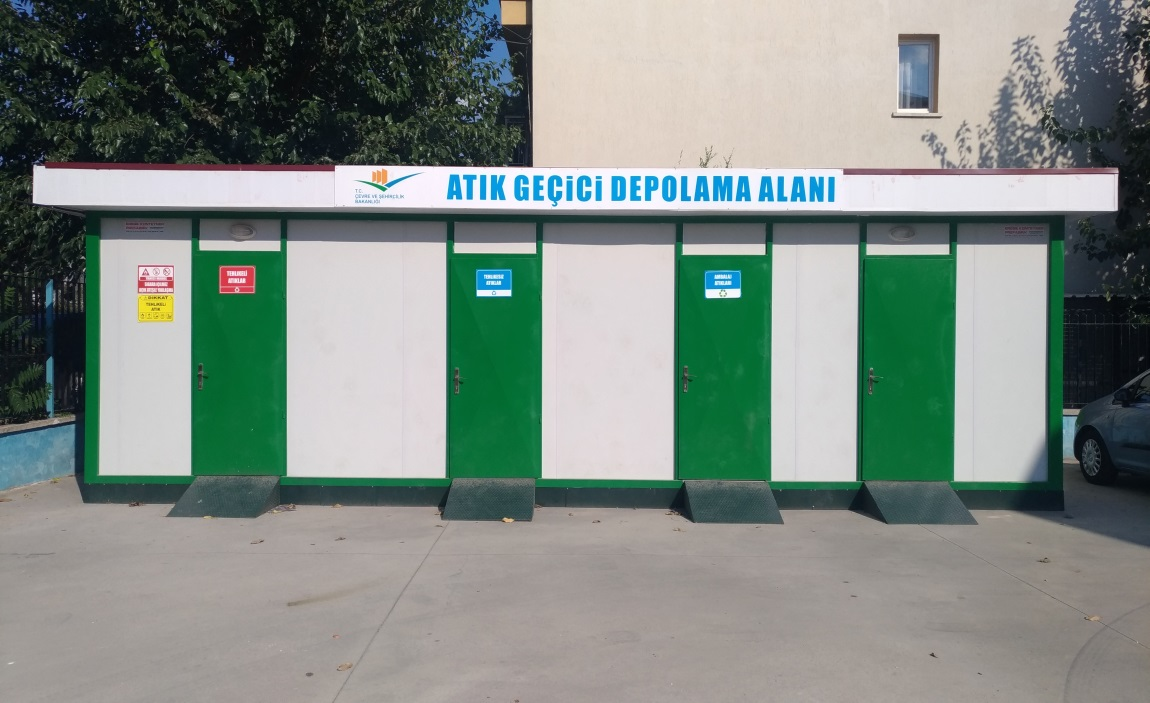 T.C.
ÇEVRE VE ŞEHİRCİLİK
BAKANLIĞI
ATIK GEÇİCİ DEPOLAMA ALANI
DİKKAT
TEHLİKELİ
ATIK
TEHLİKELİ
ATIKLAR
TEHLİKESİZ
ATIKLAR
AMBALAJ
ATIKLARI